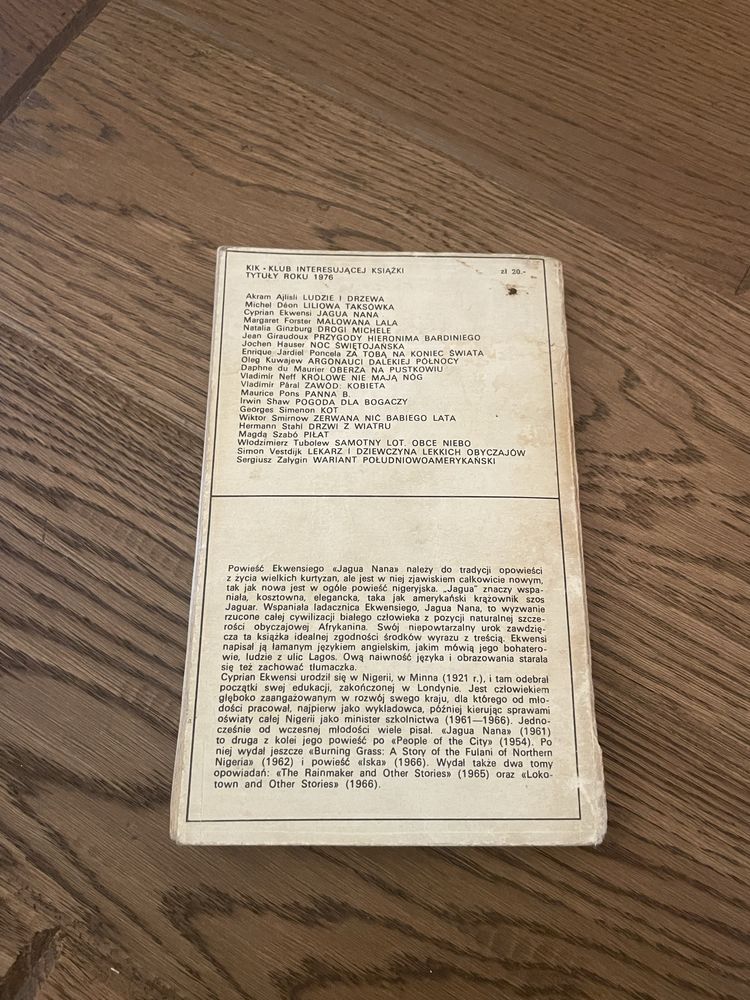 KIK - KLUB INTERESUJĄCEJ KSIĄŻKI zł 20.-
TYTUŁY ROKU 1976
Akram Ajlisli LUDZIE I DRZEWA
Michel Déon LILIOWA TAKSÓWKA
Cyprian Ekwensi JAGUA NANA
Margaret Forster MALOWANA LALA
Natalia Ginzburg DROGI MICHELE
Jean Giraudoux PRZYGODY HIERONIMA BARDINIEGO
Jochen Hauser NOC ŚWIĘTOJAŃSKA
Enrique Jardiel Poncela ZA TOBĄ NA KONIEC ŚWIATA
Oleg Kuwajew ARGONAUCI DALEKIEJ PÓŁNOCY
Daphne du Maurier OBERŻA NA PUSTKOWIU
Vladimír Neff KRÓLOWE NIE MAJĄ NÓG
Vladimír Páral ZAWÓD: KOBIETA
Maurice Pons PANNA B.
Irwin Shaw POGODA DLA BOGACZY
Georges Simenon KOT
Wiktor Smirnow ZERWANA NIĆ BABIEGO LATA
Hermann Stahl DRZWI Z WIATRU
Magda Szabó PIŁAT
Włodzimierz Tubolew SAMOTNY LOT. OBCE NIEBO
Simon Vestdijk LEKARZ I DZIEWCZYNA LEKKICH OBYCZAJÓW
Sergiusz Załygin WARIANT POŁUDNIOWOAMERYKAŃSKI
Powieść Ekwensiego «Jagua Nana» należy do tradycji opowieści
z życia wielkich kurtyzan, ale jest w niej zjawiskiem całkowicie nowym,
tak jak nowa jest w ogóle powieść nigeryjska. „Jagua" znaczy wspa-
niała, kosztowna, elegancka, taka jak amerykański krążownik szos
Jaguar. Wspaniała ladacznica Ekwensiego, Jagua Nana, to wyzwanie
rzucone całej cywilizacji białego człowieka z pozycji naturalnej szcze-
rości obyczajowej Afrykanina. Swój niepowtarzalny urok zawdzię-
cza ta książka idealnej zgodności środków wyrazu z treścią. Ekwensi
napisał ją łamanym językiem angielskim, jakim mówią jego bohatero-
wie, ludzie z ulic Lagos. Ową naiwność języka i obrazowania starała
się też zachować tłumaczka.
Cyprian Ekwensi urodził się w Nigerii, w Minna (1921 r.), i tam odebrał
początki swej edukacji, zakończonej w Londynie. Jest człowiekiem
głęboko zaangażowanym w rozwój swego kraju, dla którego od mło-
dości pracował, najpierw jako wykładowca, później kierując sprawami
oświaty całej Nigerii jako minister szkolnictwa (1961—1966). Jedno-
cześnie od wczesnej młodości wiele pisał. «Jagua Nana» (1961)
to druga z kolei jego powieść po «People of the City» (1954). Po
niej wydał jeszcze «Burning Grass: A Story of the Fulani of Northern
Nigeria» (1962) i powieść «Iska» (1966). Wydał także dwa tomy
opowiadań: «The Rainmaker and Other Stories» (1965) oraz «Loko-
town and Other Stories» (1966).